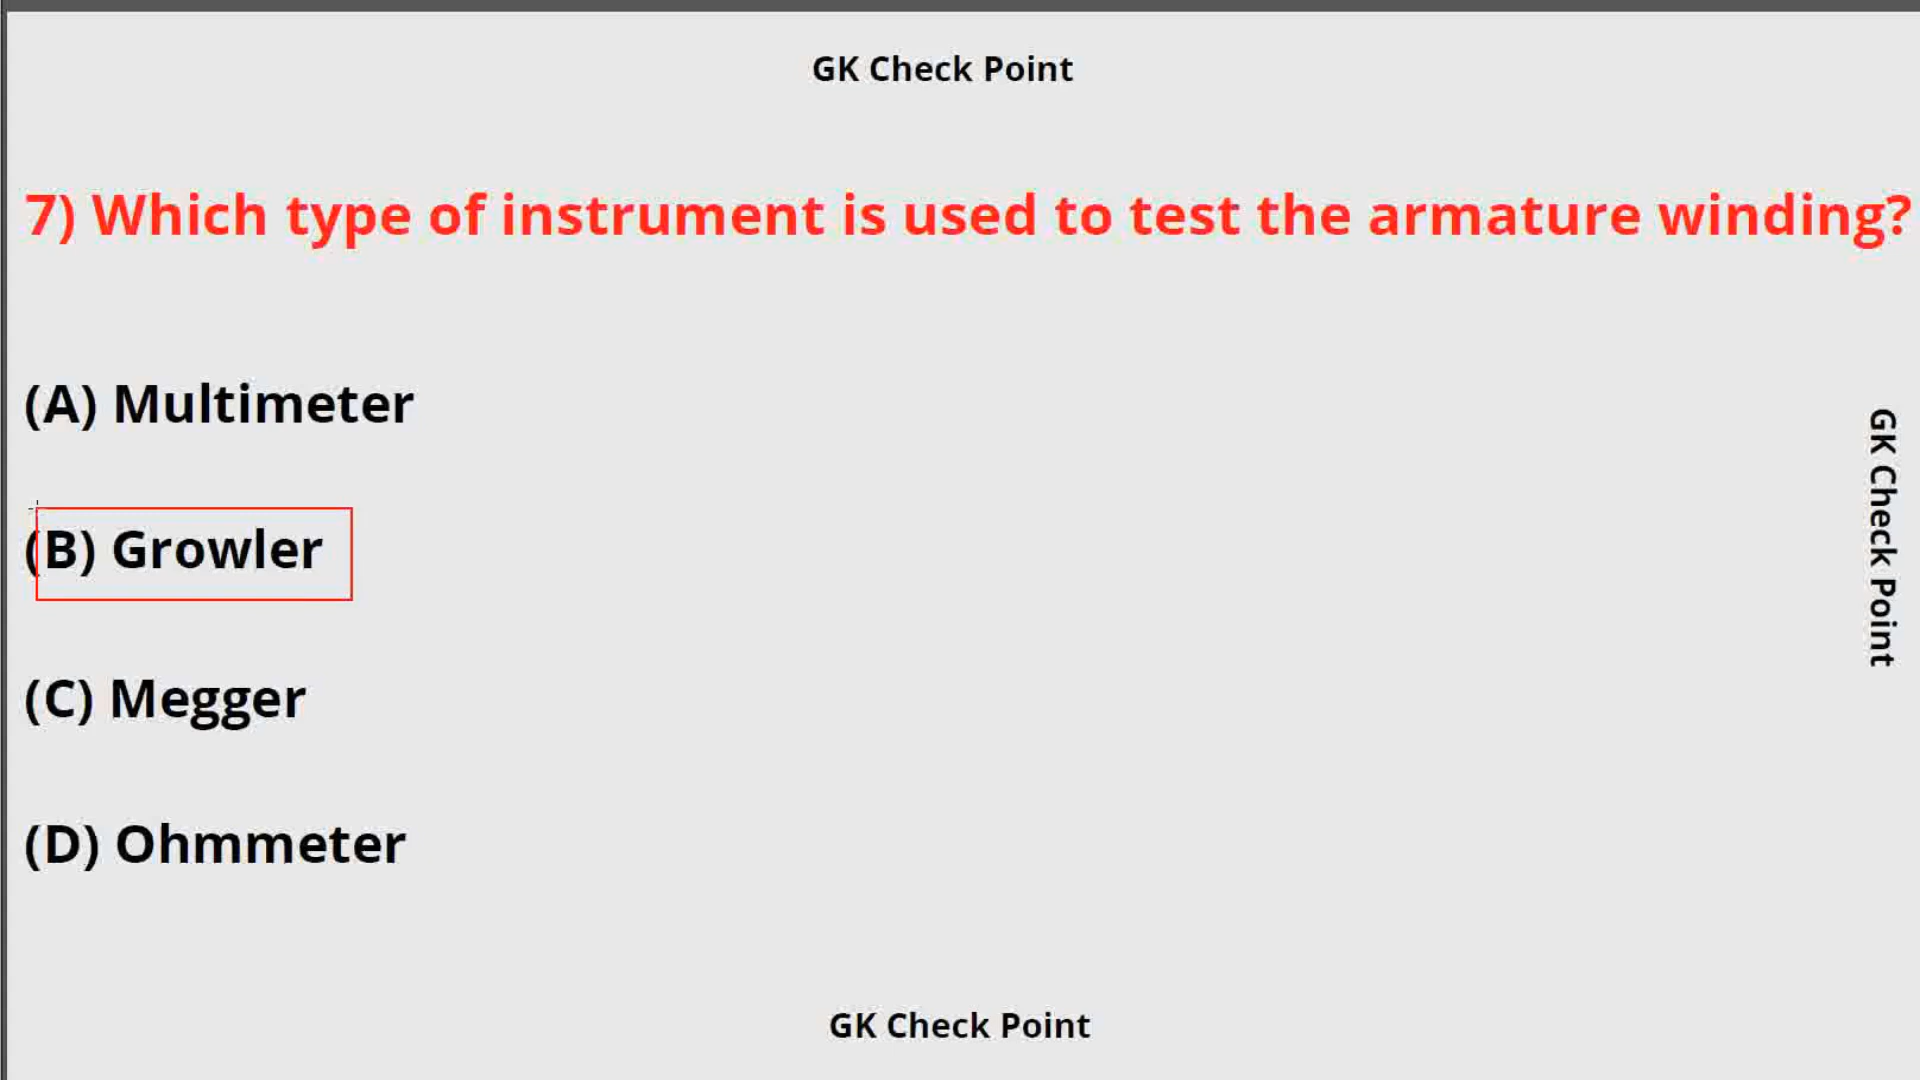 GK Check Point
7) Which type of instrument is used to test the armature winding?
(A) Multimeter
(B) Growler
(C) Megger
(D) Ohmmeter
GK Check Point
GK Check Point